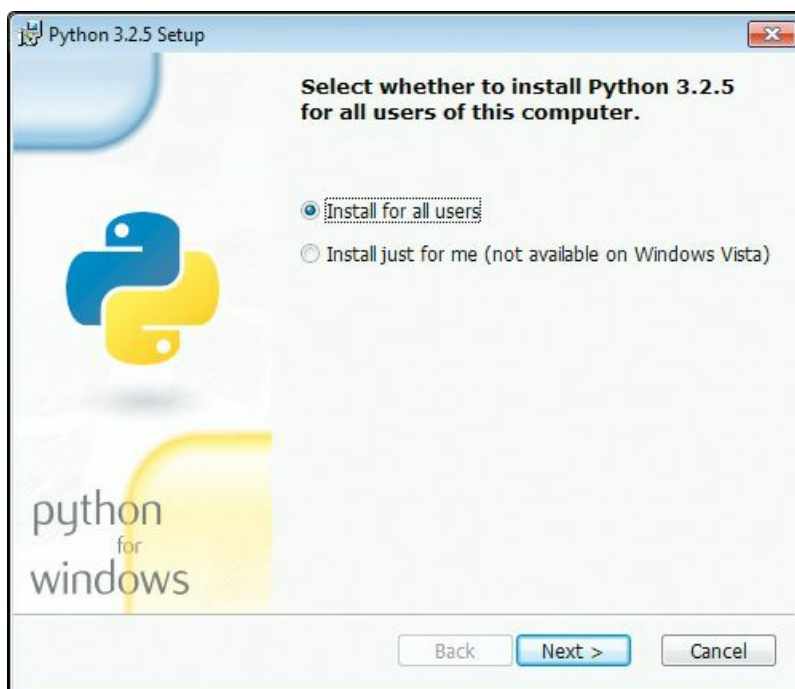 Python 3.2.5 Setup
Select whether to install Python 3.2.5
for all users of this computer.
Install for all users
Install just for me (not available on Windows Vista)
python
for
windows
Back
Next >
Cancel